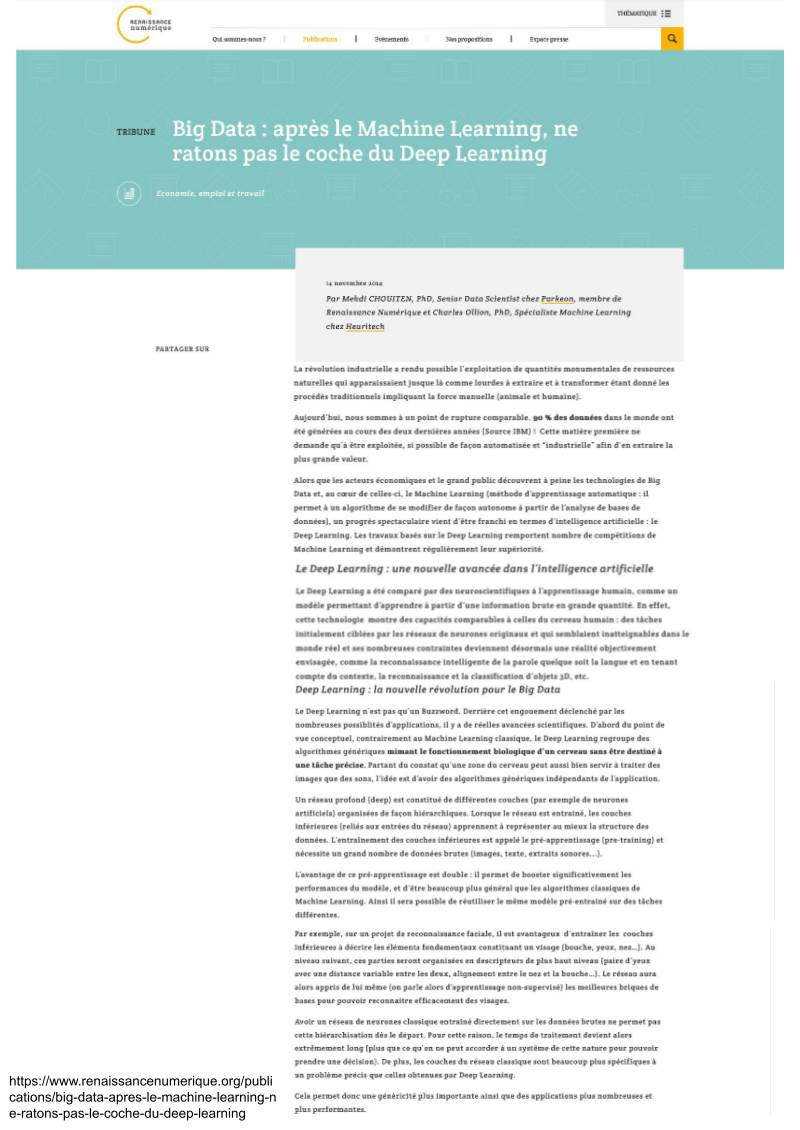 RENAISSANCE
numérique
THÉMATIQUE
Qui sommes-nous ? | Publications | Evénements | Nos propositions | Espace presse
TRIBUNE
Big Data : après le Machine Learning, ne
ratons pas le coche du Deep Learning
Economie, emploi et travail
14 novembre 2014
Par Mehdi CHOUITEN, PhD, Senior Data Scientist chez Parkeon, membre de
Renaissance Numérique et Charles Ollion, PhD, Spécialiste Machine Learning
chez Heuritech
PARTAGER SUR
La révolution industrielle a rendu possible l'exploitation de quantités monumentales de ressources
naturelles qui apparaissaient jusque là comme lourdes à extraire et à transformer étant donné les
procédés traditionnels impliquant la force manuelle (animale et humaine).
Aujourd'hui, nous sommes à un point de rupture comparable. 90 % des données dans le monde ont
été générées au cours des deux dernières années (Source IBM) ! Cette matière première ne
demande qu'à être exploitée, si possible de façon automatisée et "industrielle" afin d'en extraire la
plus grande valeur.
Alors que les acteurs économiques et le grand public découvrent à peine les technologies de Big
Data et, au cœur de celles-ci, le Machine Learning (méthode d'apprentissage automatique : il
permet à un algorithme de se modifier de façon autonome à partir de l'analyse de bases de
données), un progrès spectaculaire vient d'être franchi en termes d'intelligence artificielle : le
Deep Learning. Les travaux basés sur le Deep Learning remportent nombre de compétitions de
Machine Learning et démontrent régulièrement leur supériorité.
Le Deep Learning : une nouvelle avancée dans l'intelligence artificielle
Le Deep Learning a été comparé par des neuroscientifiques à l'apprentissage humain, comme un
modèle permettant d'apprendre à partir d'une information brute en grande quantité. En effet,
cette technologie montre des capacités comparables à celles du cerveau humain : des tâches
initialement ciblées par les réseaux de neurones originaux et qui semblaient inatteignables dans le
monde réel et ses nombreuses contraintes deviennent désormais une réalité objectivement
envisagée, comme la reconnaissance intelligente de la parole quelque soit la langue et en tenant
compte du contexte, la reconnaissance et la classification d'objets 3D, etc.
Deep Learning : la nouvelle révolution pour le Big Data
Le Deep Learning n'est pas qu'un Buzzword. Derrière cet engouement déclenché par les
nombreuses possiblités d'applications, il y a de réelles avancées scientifiques. D'abord du point de
vue conceptuel, contrairement au Machine Learning classique, le Deep Learning regroupe des
algorithmes génériques mimant le fonctionnement biologique d'un cerveau sans être destiné à
une tâche précise. Partant du constat qu'une zone du cerveau peut aussi bien servir à traiter des
images que des sons, l'idée est d'avoir des algorithmes génériques indépendants de l'application.
Un réseau profond (deep) est constitué de différentes couches (par exemple de neurones
artificiels) organisées de façon hiérarchiques. Lorsque le réseau est entrainé, les couches
inférieures (reliés aux entrées du réseau) apprennent à représenter au mieux la structure des
données. L'entraînement des couches inférieures est appelé le pré-apprentissage (pre-training) et
nécessite un grand nombre de données brutes (images, texte, extraits sonores...).
L'avantage de ce pré-apprentissage est double : il permet de booster significativement les
performances du modèle, et d'être beaucoup plus général que les algorithmes classiques de
Machine Learning. Ainsi il sera possible de réutiliser le même modèle pré-entrainé sur des tâches
différentes.
Par exemple, sur un projet de reconnaissance faciale, il est avantageux d'entraîner les couches
inférieures à décrire les éléments fondamentaux constituant un visage (bouche, yeux, nez...). Au
niveau suivant, ces parties seront organisées en descripteurs de plus haut niveau (paire d'yeux
avec une distance variable entre les deux, alignement entre le nez et la bouche...). Le réseau aura
alors appris de lui même (on parle alors d'apprentissage non-supervisé) les meilleures briques de
bases pour pouvoir reconnaitre efficacement des visages.
Avoir un réseau de neurones classique entraîné directement sur les données brutes ne permet pas
cette hiérarchisation dès le départ. Pour cette raison, le temps de traitement devient alors
extrêmement long (plus que ce qu'on ne peut accorder à un système de cette nature pour pouvoir
prendre une décision). De plus, les couches du réseau classique sont beaucoup plus spécifiques à
un problème précis que celles obtenues par Deep Learning.
Cela permet donc une généricité plus importante ainsi que des applications plus nombreuses et
plus performantes.
https://www.renaissancenumerique.org/publi
cations/big-data-apres-le-machine-learning-n
e-ratons-pas-le-coche-du-deep-learning